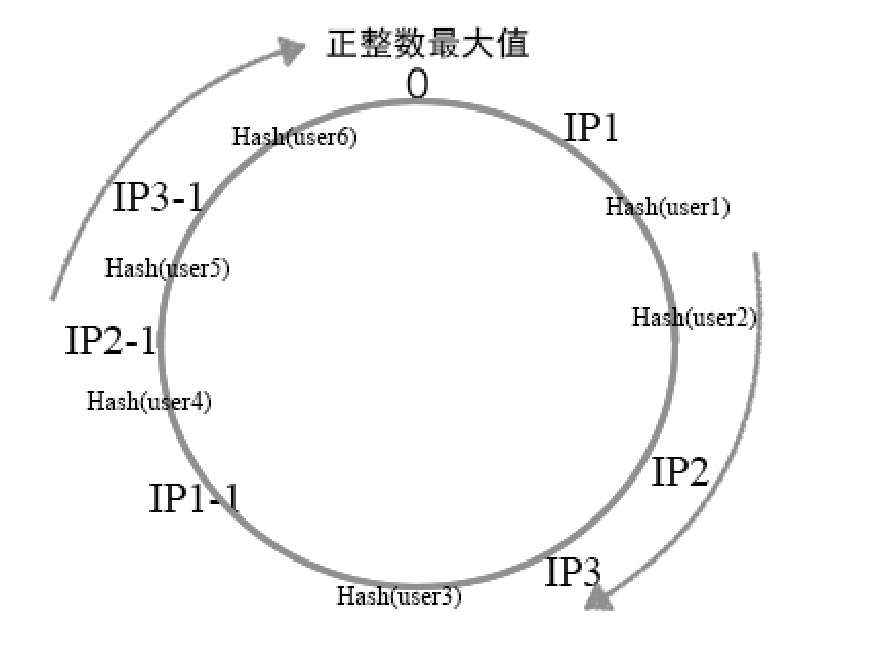 正整数最大值
0
IP1
Hash(user6)
IP3-1
Hash(user1)
Hash(user5)
Hash(user2)
IP2-1
Hash(user4)
IP2
IP1-1
IP3
Hash(user3)